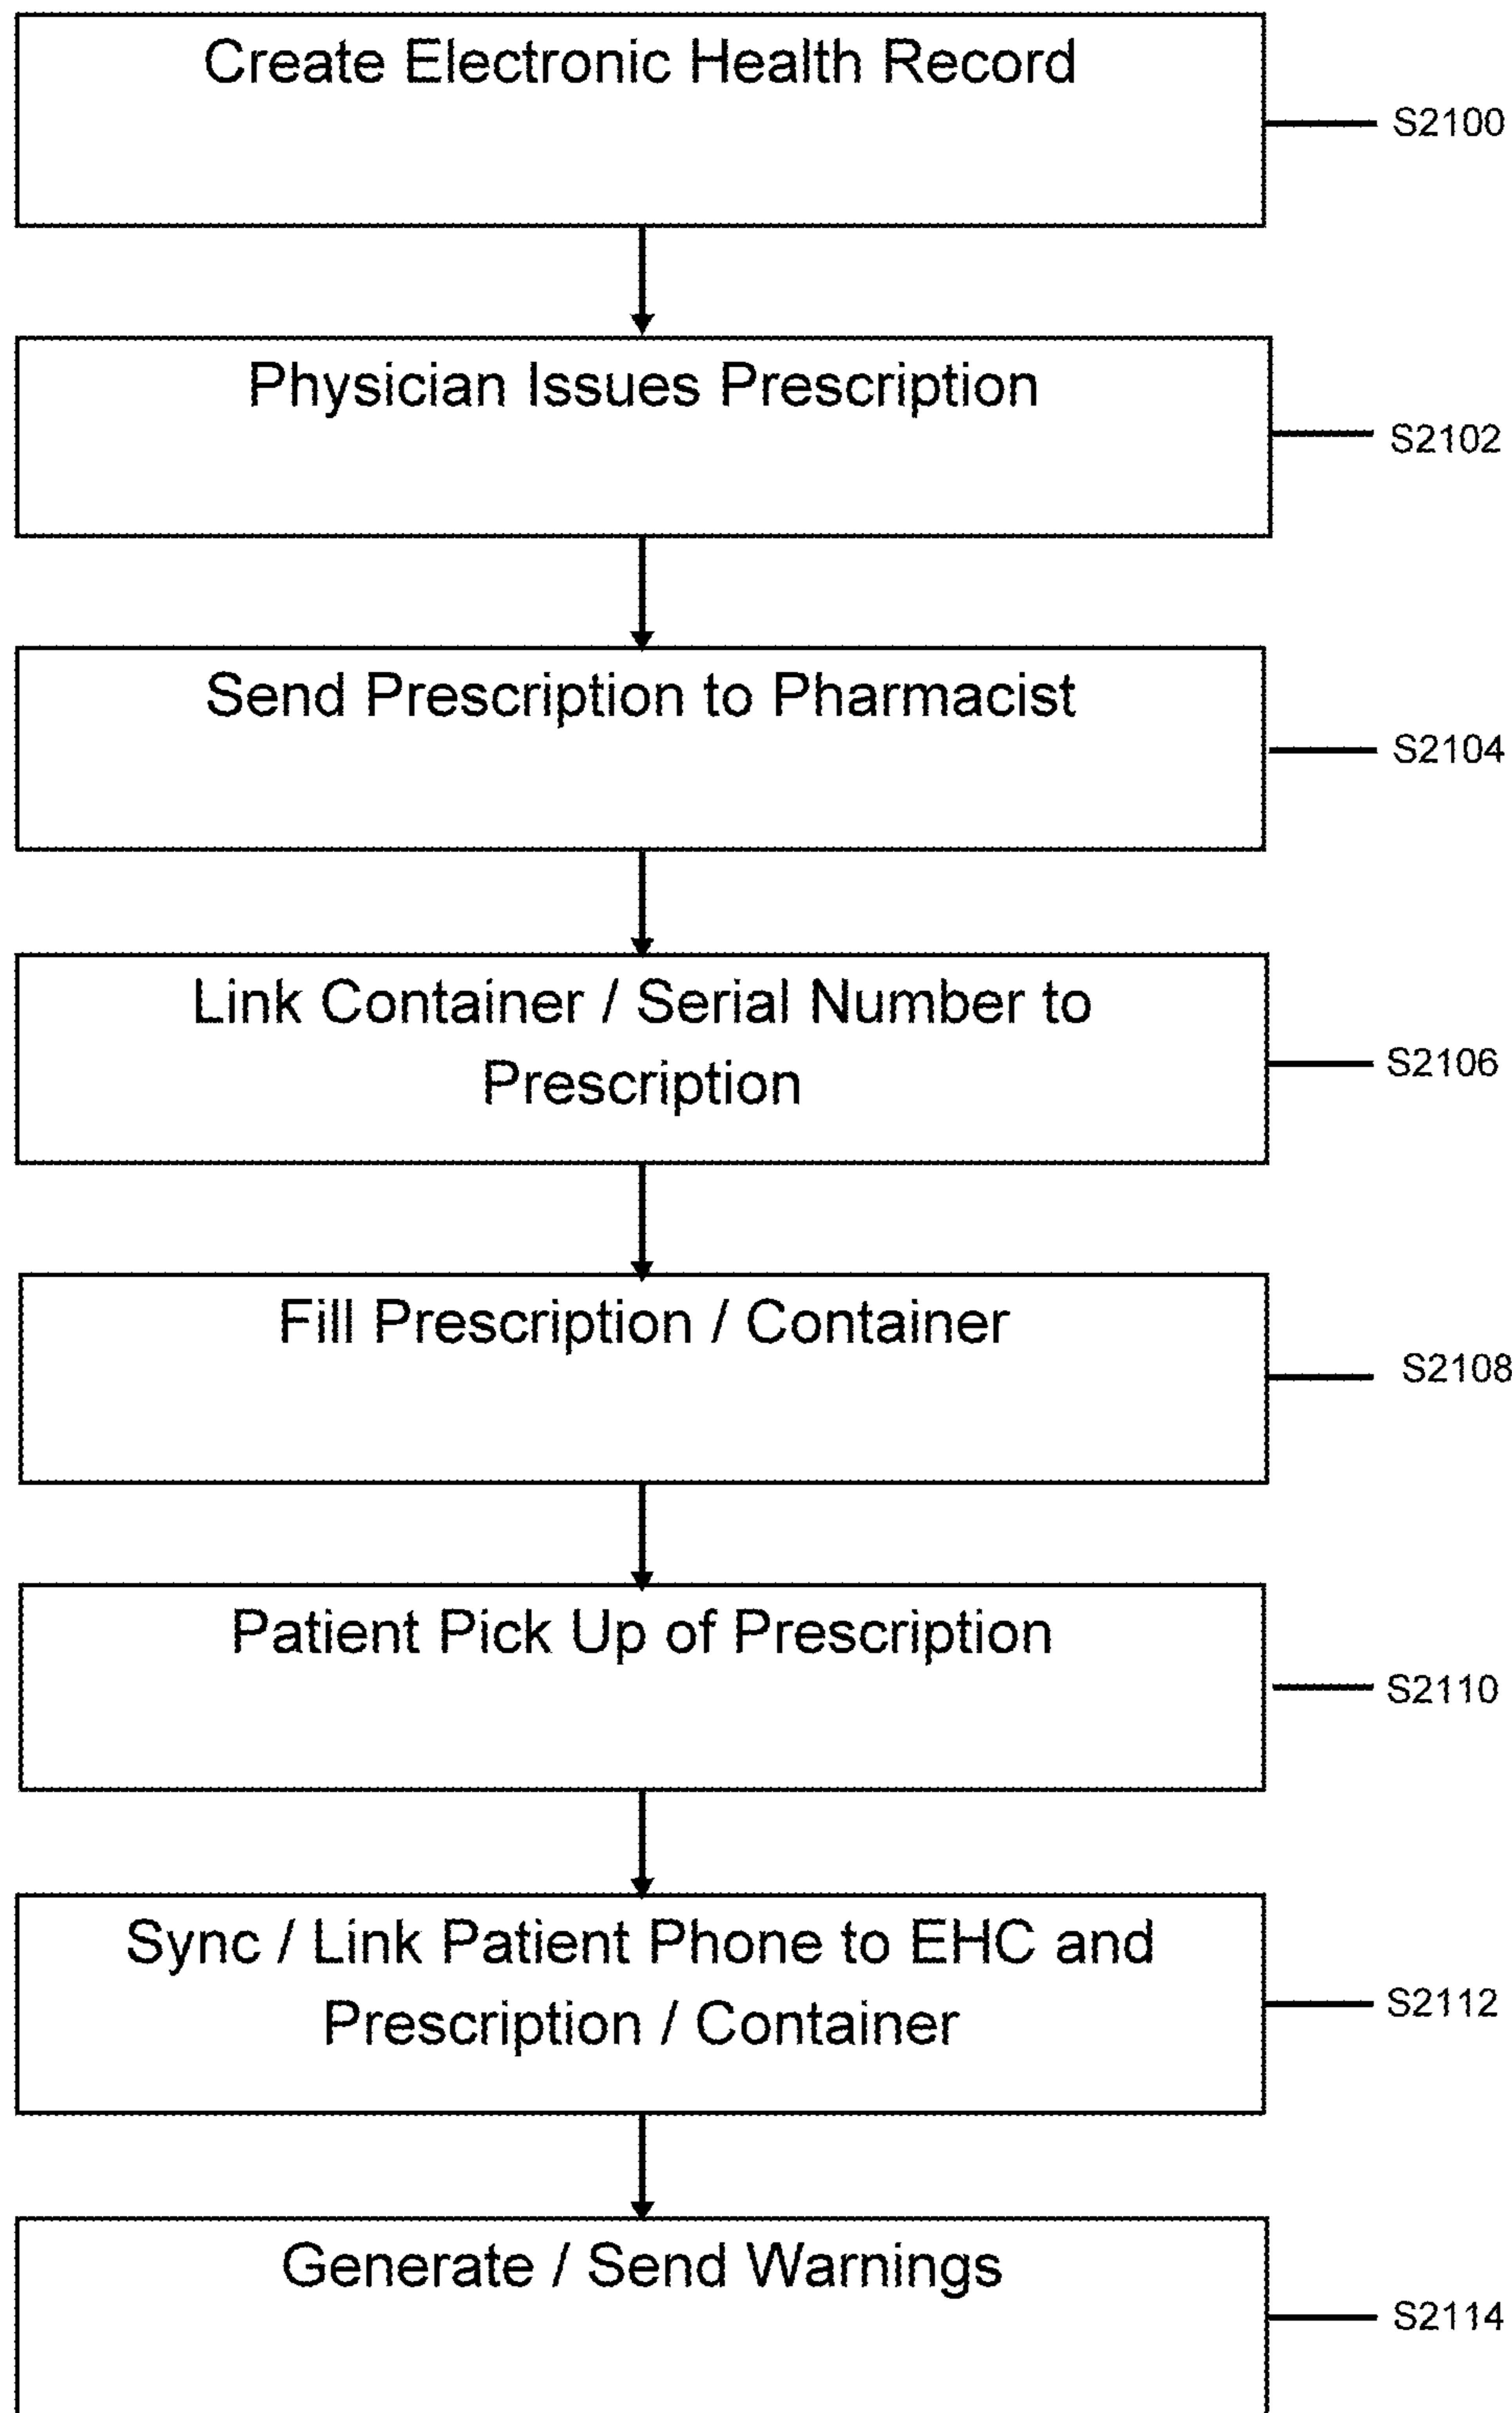 Create Electronic Health Record
S2100
Physician Issues Prescription
S2102
Send Prescription to Pharmacist
S2104
Link Container / Serial Number to
Prescription
S2106
Fill Prescription / Container
S2108
Patient Pick Up of Prescription
S2110
Sync / Link Patient Phone to EHC and
Prescription / Container
S2112
Generate / Send Warnings
S2114